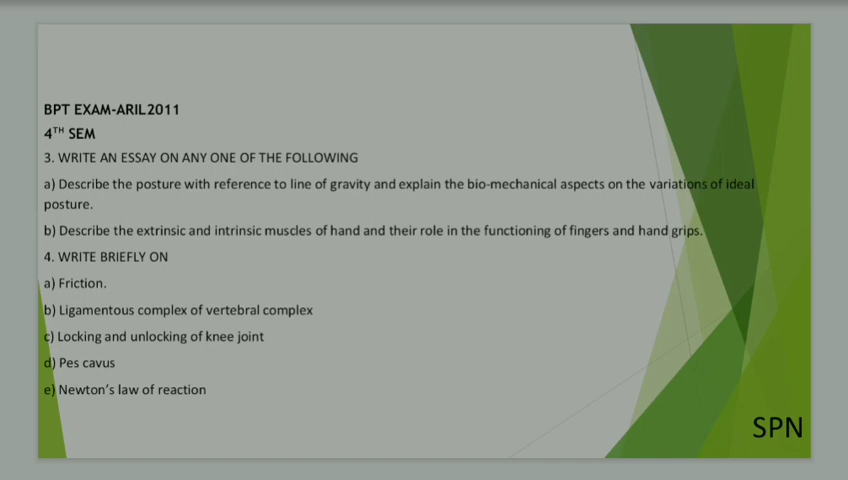 BPT EXAM-ARIL2011
4TH SEM
3. WRITE AN ESSAY ON ANY ONE OF THE FOLLOWING
a) Describe the posture with reference to line of gravity and explain the bio-mechanical aspects on the variations of ideal
posture.
b) Describe the extrinsic and intrinsic muscles of hand and their role in the functioning of fingers and hand grips.
4. WRITE BRIEFLY ON
a) Friction.
b) Ligamentous complex of vertebral complex
c) Locking and unlocking of knee joint
d) Pes cavus
e) Newton's law of reaction
SPN